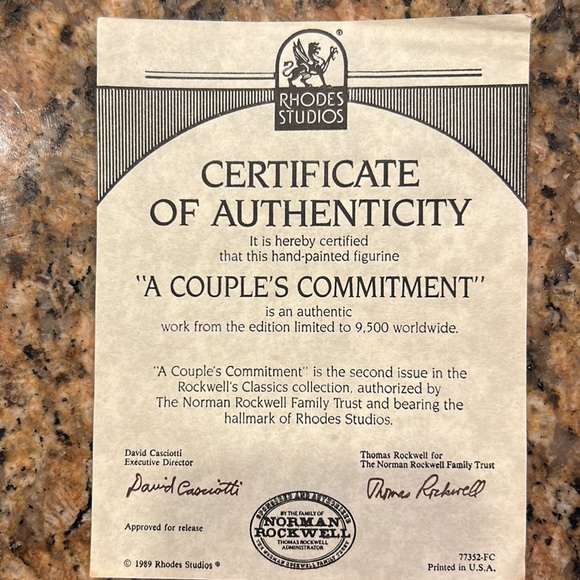 ®
RHODES
STUDIOS
CERTIFICATE
OF AUTHENTICITY
It is hereby certified
that this hand-painted figurine
"A COUPLE'S COMMITMENT"
is an authentic
work from the edition limited to 9,500 worldwide.
"A Couple's Commitment" is the second issue in the
Rockwell's Classics collection, authorized by
The Norman Rockwell Family Trust and bearing the
hallmark of Rhodes Studios.
David Casciotti
Executive Director
David Casciotti
Approved for release
© 1989 Rhodes Studios ®
Thomas Rockwell for
The Norman Rockwell Family Trust
Thomas Rockwell
BY THE FAMILY OF
NORMAN
ROCKWELL
THOMAS ROCKWELL
ADMINISTRATOR
77352-FC
Printed in U.S.A.